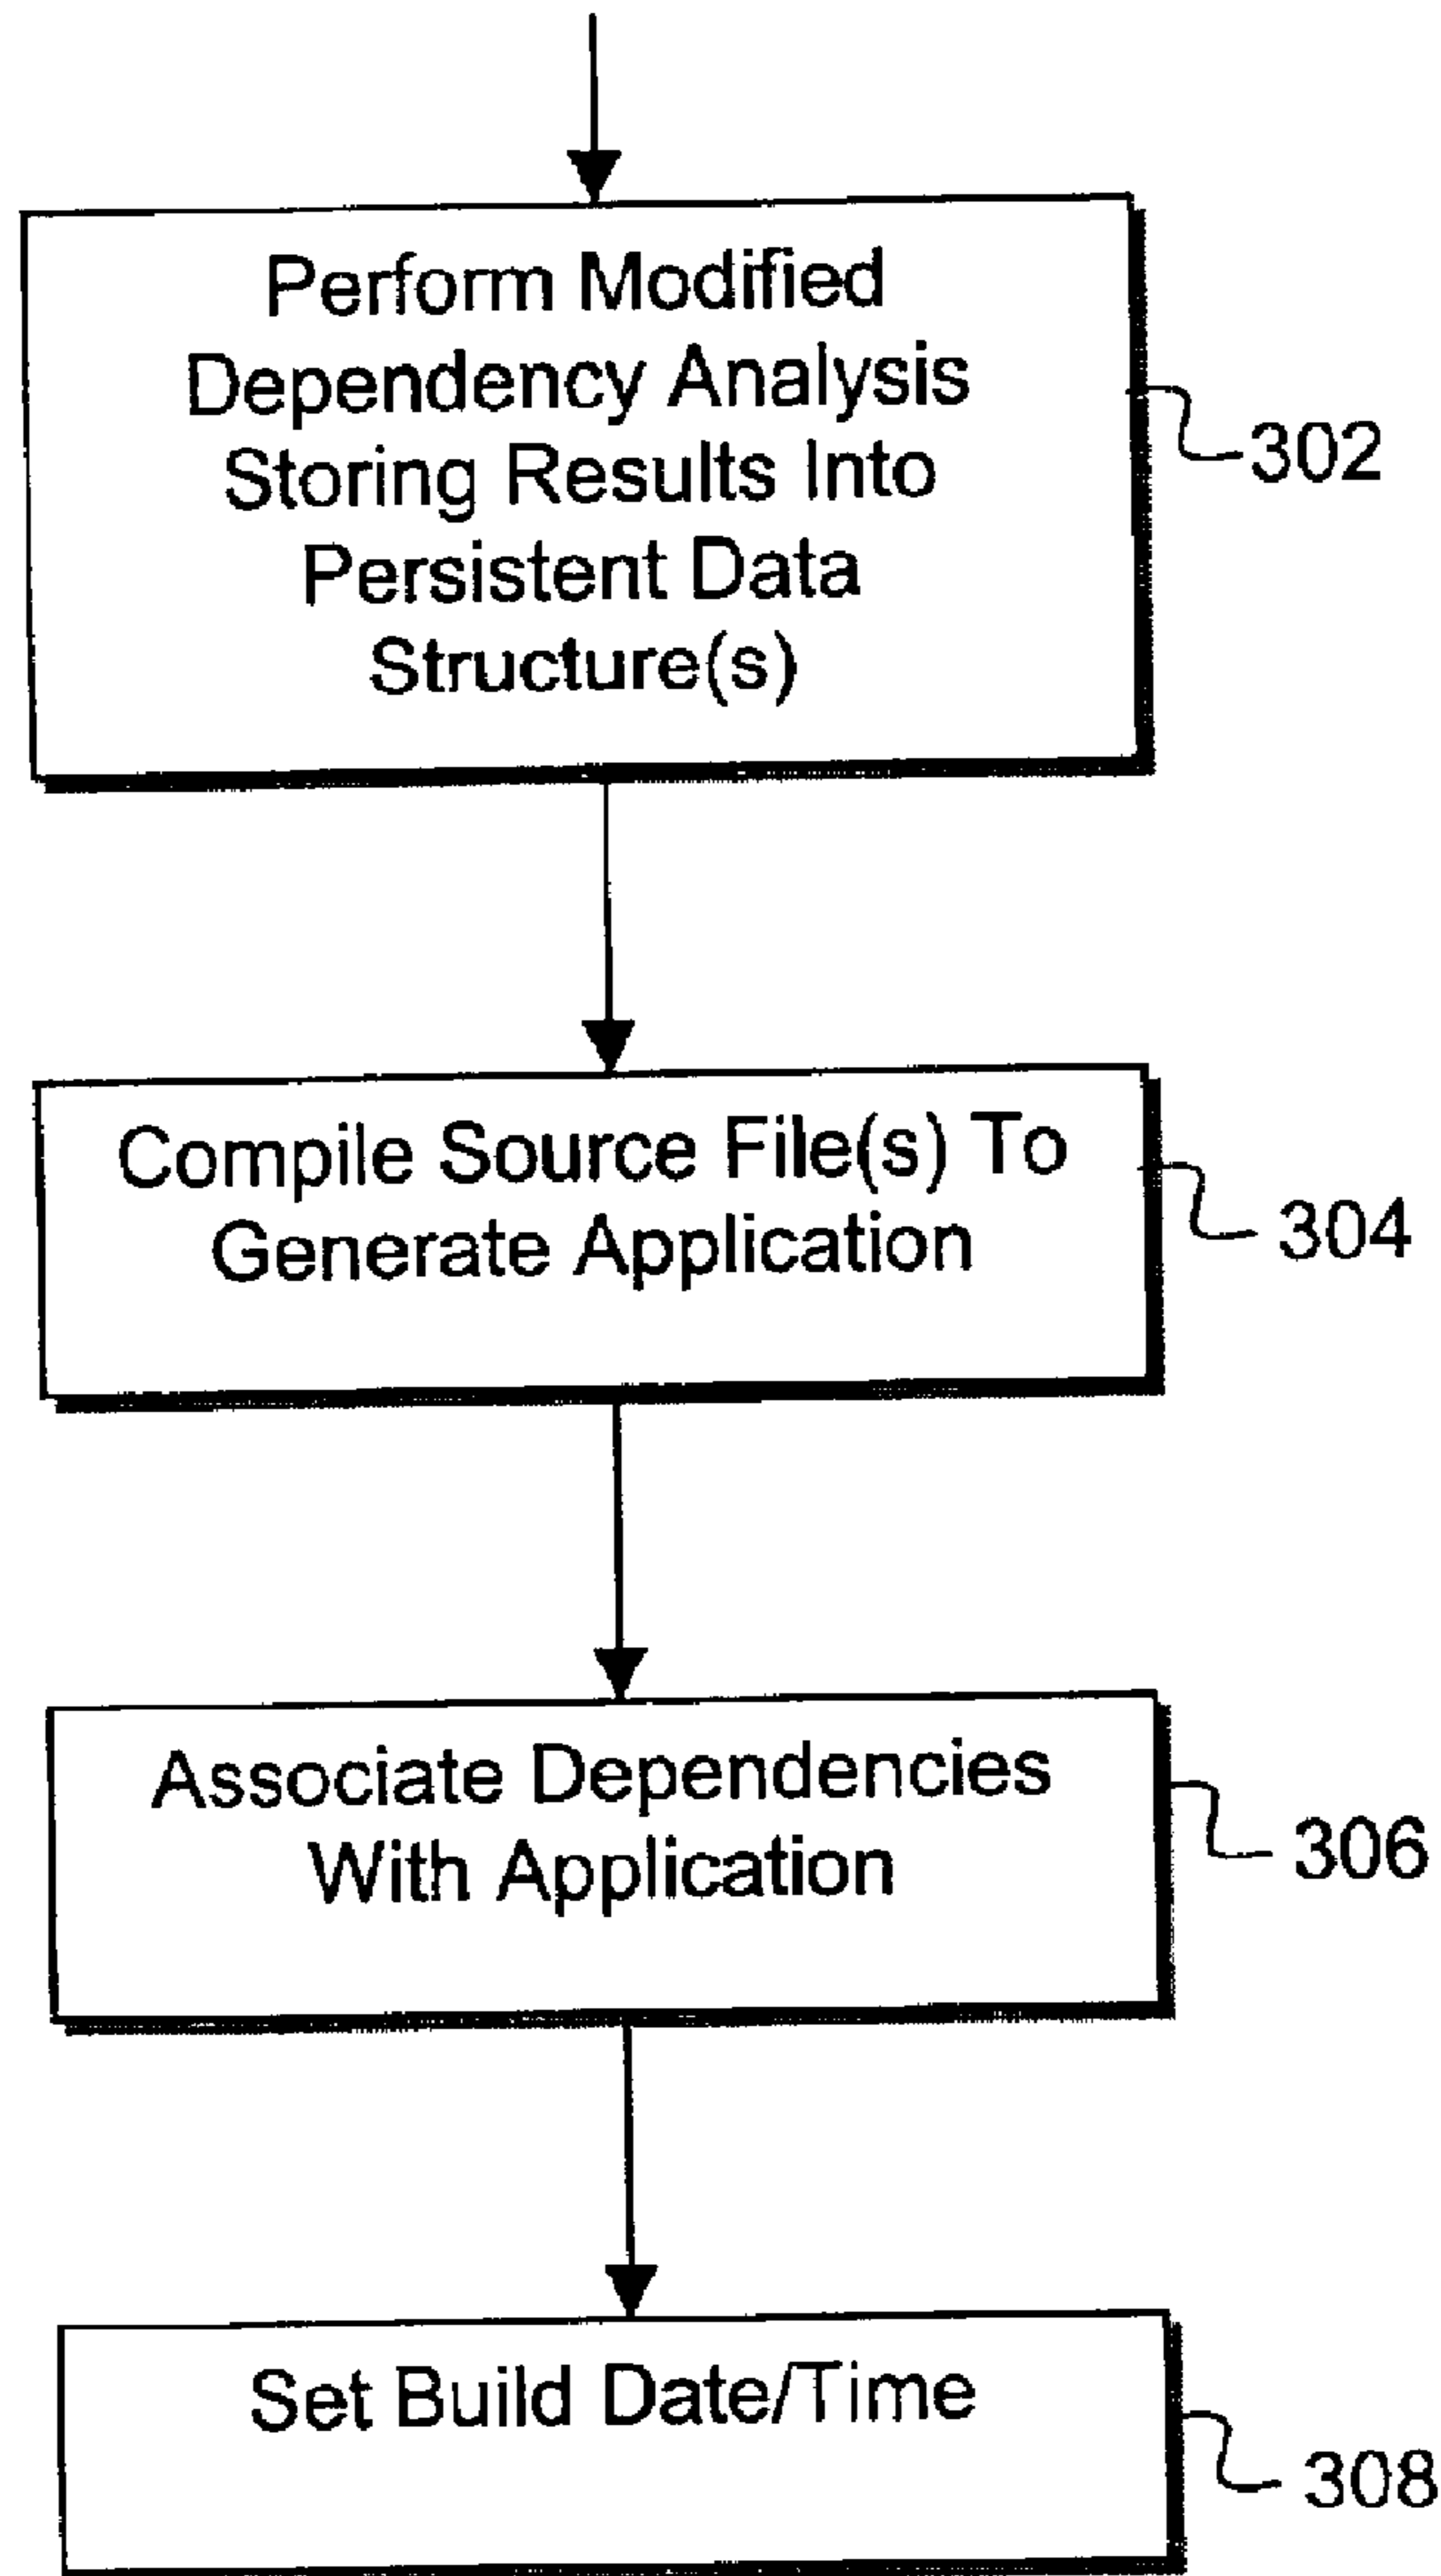 Perform Modified
Dependency Analysis
Storing Results Into
Persistent Data
Structure(s)
302
Compile Source File(s) To
Generate Application
304
Associate Dependencies
With Application
306
Set Build Date/Time
308